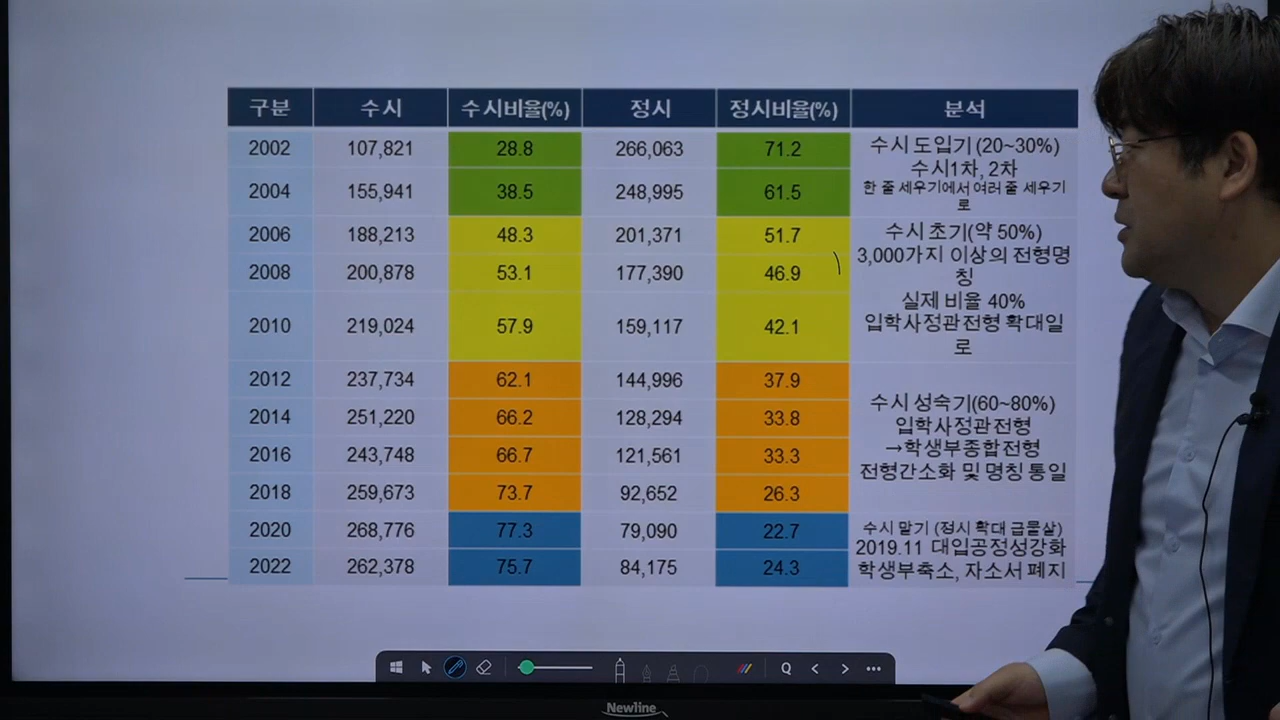 구분 수시 수시비율(%) 정시 정시비율(%) 분석
2002 107,821 28.8 266,063 71.2 수시 도입기 (20~30%)
수시1차, 2차
2004 155,941 38.5 248,995 61.5 한 줄 세우기에서 여러 줄 세우기
로
2006 188,213 48.3 201,371 51.7 수시 초기(약 50%)
3,000가지 이상의 전형명
2008 200,878 53.1 177,390 46.9 칭
실제 비율 40%
2010 219,024 57.9 159,117 42.1 입학사정관전형 확대일
로
2012 237,734 62.1 144,996 37.9
수시 성숙기(60~80%)
2014 251,220 66.2 128,294 33.8 입학사정관전형
→학생부종합전형
2016 243,748 66.7 121,561 33.3
전형간소화 및 명칭 통일
2018 259,673 73.7 92,652 26.3
2020 268,776 77.3 79,090 22.7 수시 말기 (정시 확대 급물살)
2019.11 대입공정성강화
2022 262,378 75.7 84,175 24.3 학생부축소, 자소서 폐지
Newline